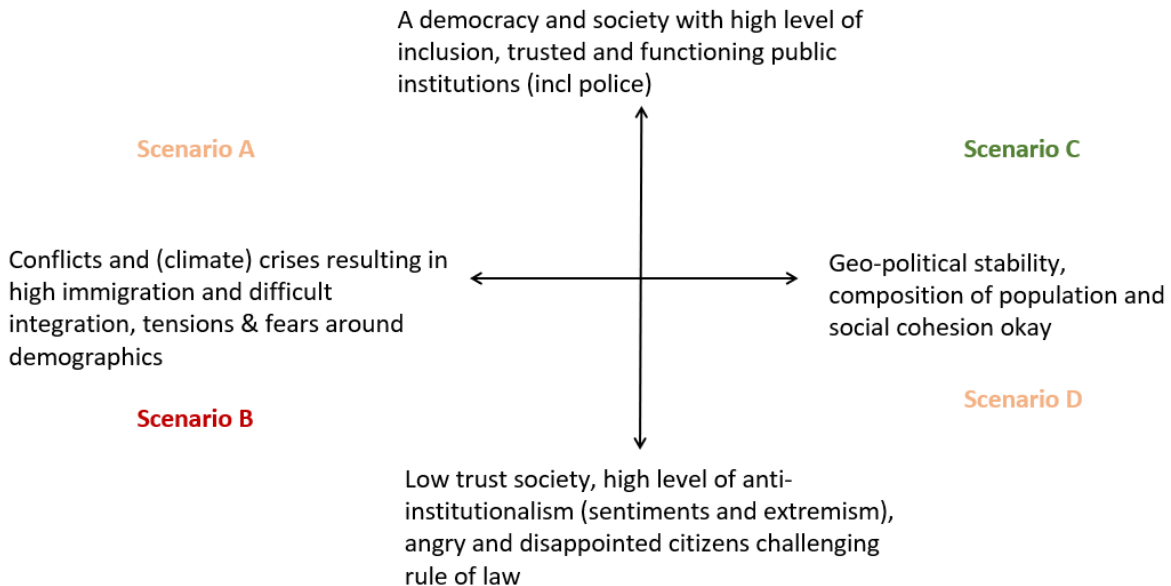 A democracy and society with high level of
inclusion, trusted and functioning public
institutions (incl police)
Scenario A
Scenario C
Conflicts and (climate) crises resulting in
high immigration and difficult
integration, tensions & fears around
demographics
Geo-political stability,
composition of population and
social cohesion okay
Scenario B
Scenario D
Low trust society, high level of anti-
institutionalism (sentiments and extremism),
angry and disappointed citizens challenging
rule of law